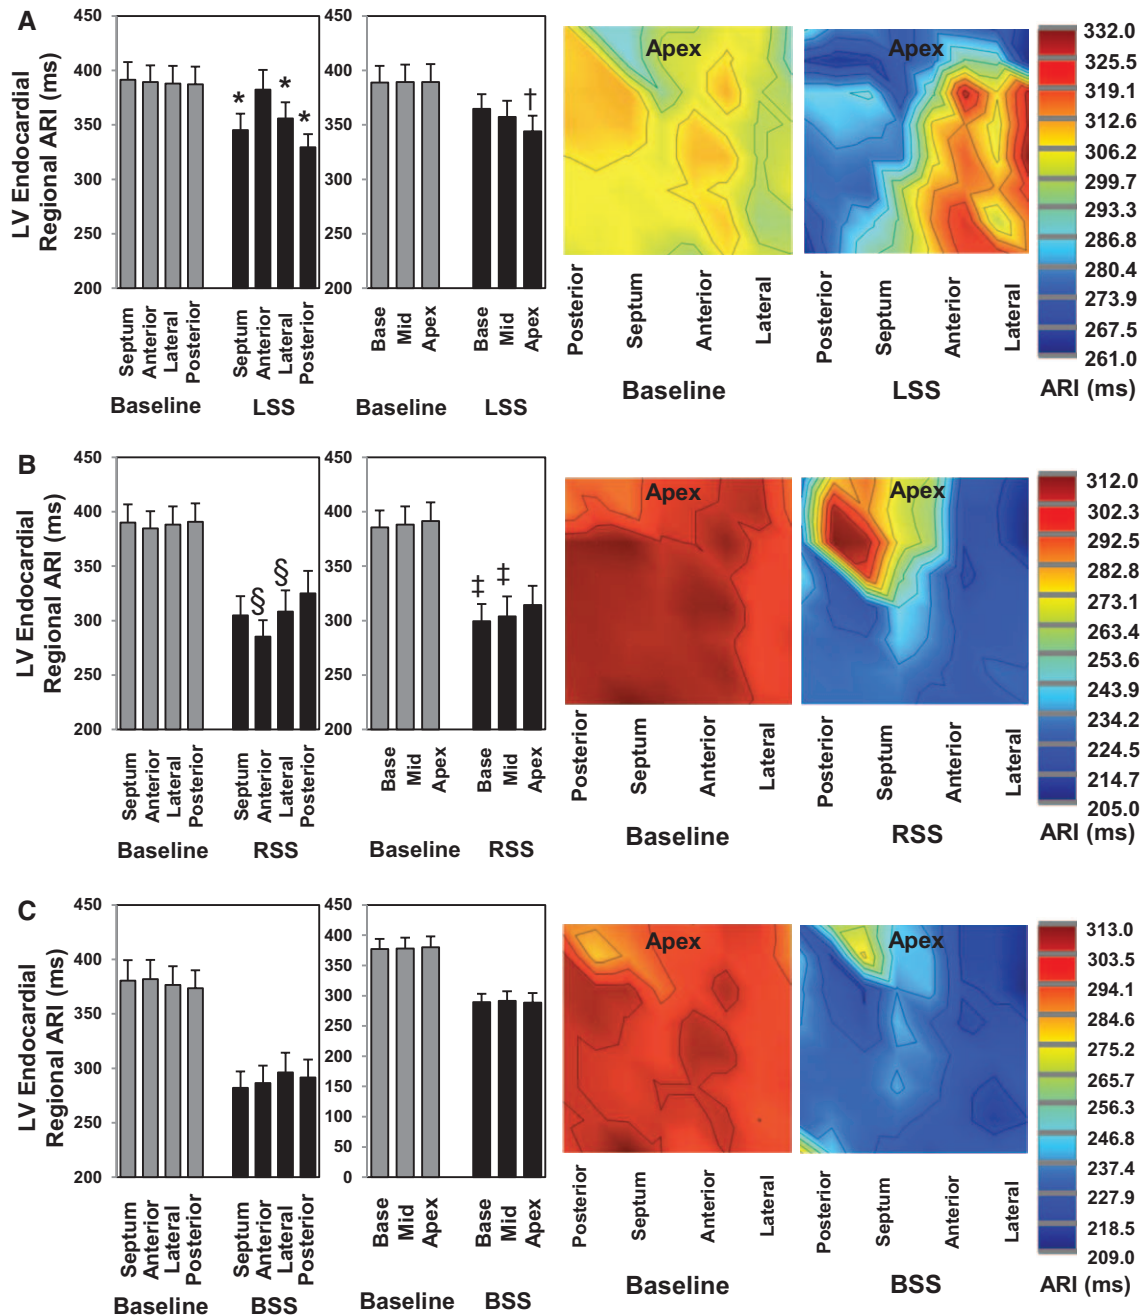 A
LV Endocardial
Regional ARI (ms)
450
400
350
300
250
200
Septum
Anterior
Lateral
Posterior
Baseline
*
*
*
Septum
Anterior
Lateral
Posterior
LSS
450
400
350
300
250
200
Base
Mid
Apex
Baseline
†
Base
Mid
Apex
LSS
Apex
Posterior
Septum
Anterior
Lateral
Baseline
Apex
Posterior
Septum
Anterior
Lateral
LSS
332.0
325.5
319.1
312.6
306.2
299.7
293.3
286.8
280.4
273.9
267.5
261.0
ARI (ms)
B
LV Endocardial
Regional ARI (ms)
450
400
350
300
250
200
Septum
Anterior
Lateral
Posterior
Baseline
§
§
Septum
Anterior
Lateral
Posterior
RSS
450
400
350
300
250
200
Base
Mid
Apex
Baseline
‡
‡
Base
Mid
Apex
RSS
Apex
Posterior
Septum
Anterior
Lateral
Baseline
Apex
Posterior
Septum
Anterior
Lateral
RSS
312.0
302.3
292.5
282.8
273.1
263.4
253.6
243.9
234.2
224.5
214.7
205.0
ARI (ms)
C
LV Endocardial
Regional ARI (ms)
450
400
350
300
250
200
Septum
Anterior
Lateral
Posterior
Baseline
Septum
Anterior
Lateral
Posterior
BSS
450
400
350
300
250
200
150
100
50
0
Base
Mid
Apex
Baseline
Base
Mid
Apex
BSS
Apex
Posterior
Septum
Anterior
Lateral
Baseline
Apex
Posterior
Septum
Anterior
Lateral
BSS
313.0
303.5
294.1
284.6
275.2
265.7
256.3
246.8
237.4
227.9
218.5
209.0
ARI (ms)